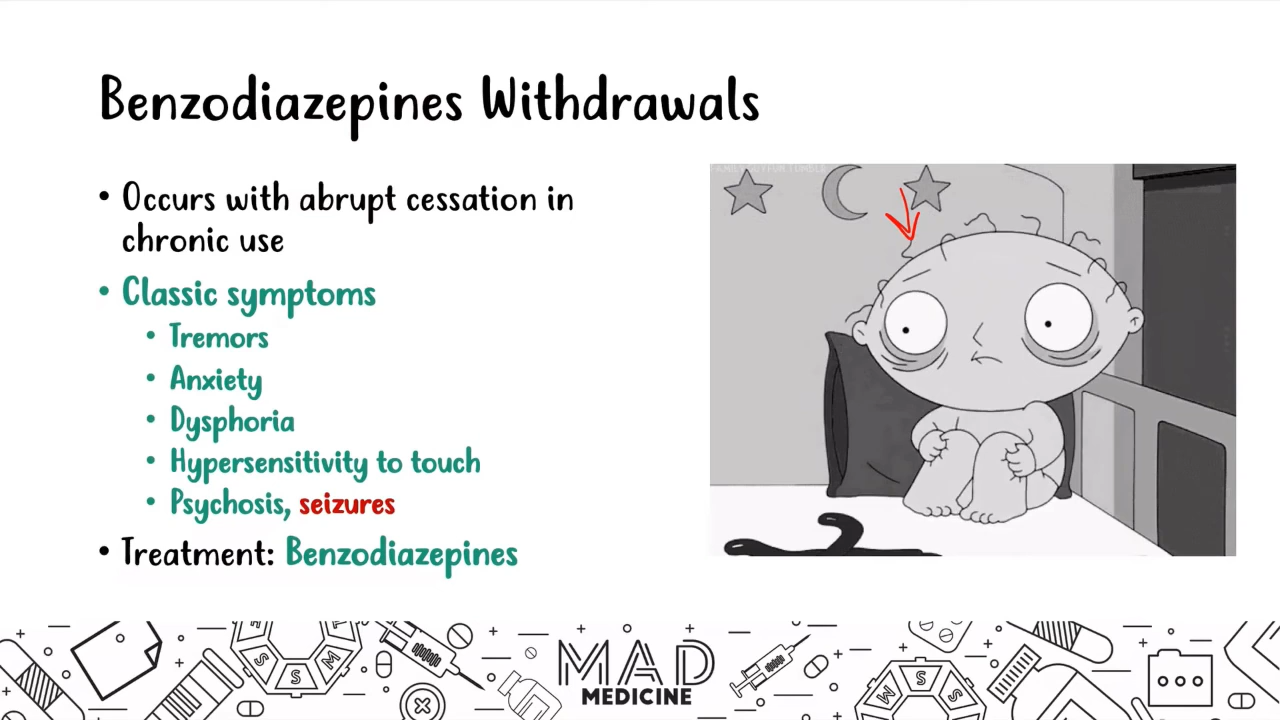 Benzodiazepines Withdrawals
• Occurs with abrupt cessation in
chronic use
• Classic symptoms
• Tremors
• Anxiety
• Dysphoria
• Hypersensitivity to touch
• Psychosis, seizures
• Treatment: Benzodiazepines
MAD
MEDICINE